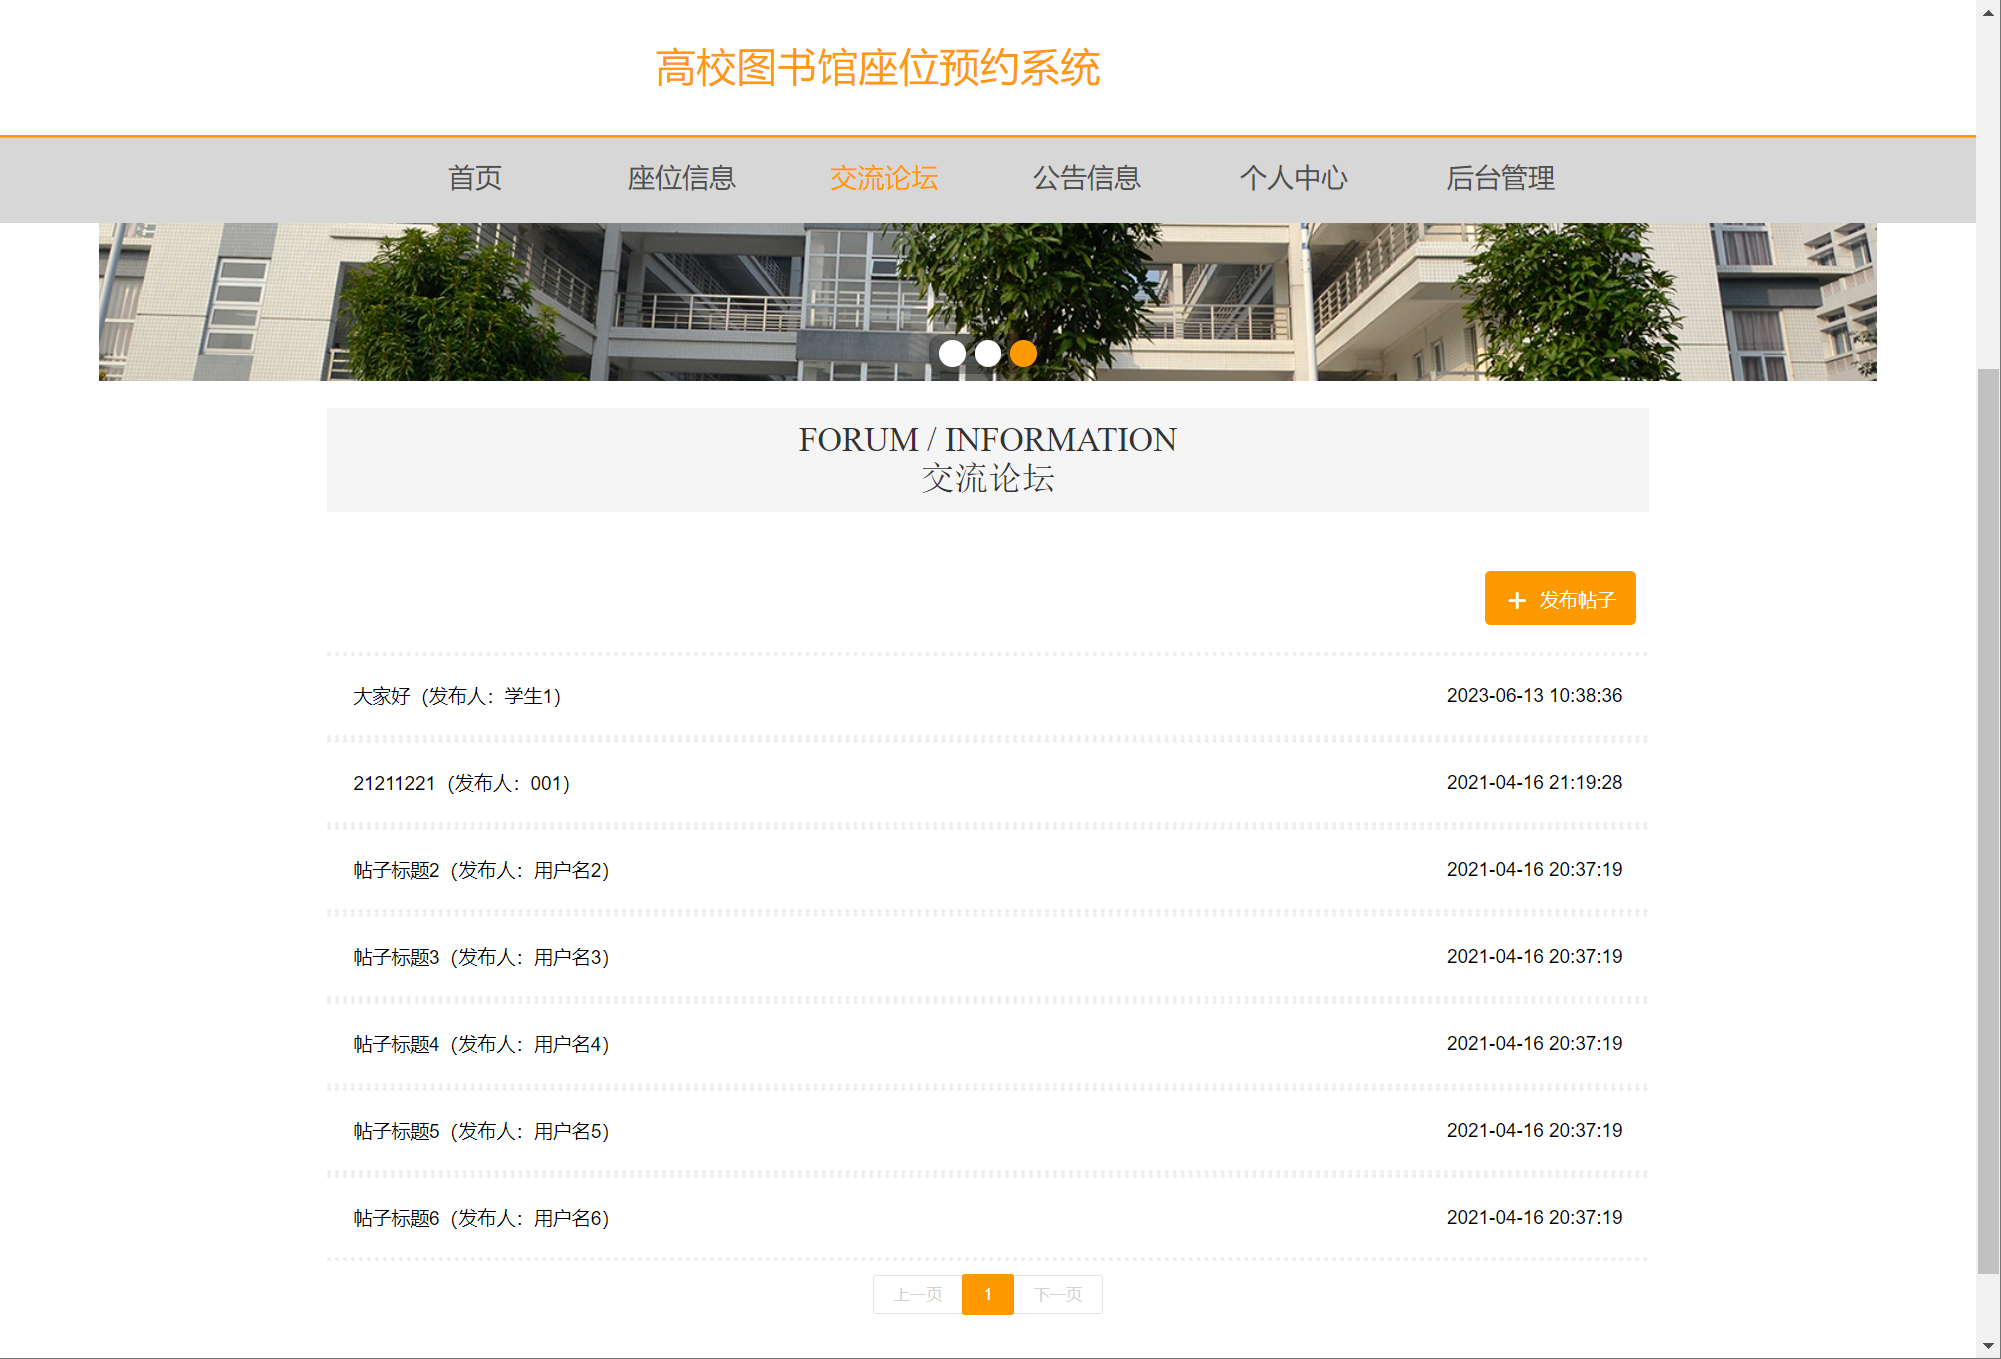 高校图书馆座位预约系统
首页 座位信息 交流论坛 公告信息 个人中心 后台管理
FORUM / INFORMATION
交流论坛
+ 发布帖子
大家好（发布人：学生1） 2023-06-13 10:38:36
21211221（发布人：001） 2021-04-16 21:19:28
帖子标题2（发布人：用户名2） 2021-04-16 20:37:19
帖子标题3（发布人：用户名3） 2021-04-16 20:37:19
帖子标题4（发布人：用户名4） 2021-04-16 20:37:19
帖子标题5（发布人：用户名5） 2021-04-16 20:37:19
帖子标题6（发布人：用户名6） 2021-04-16 20:37:19
上一页 1 下一页